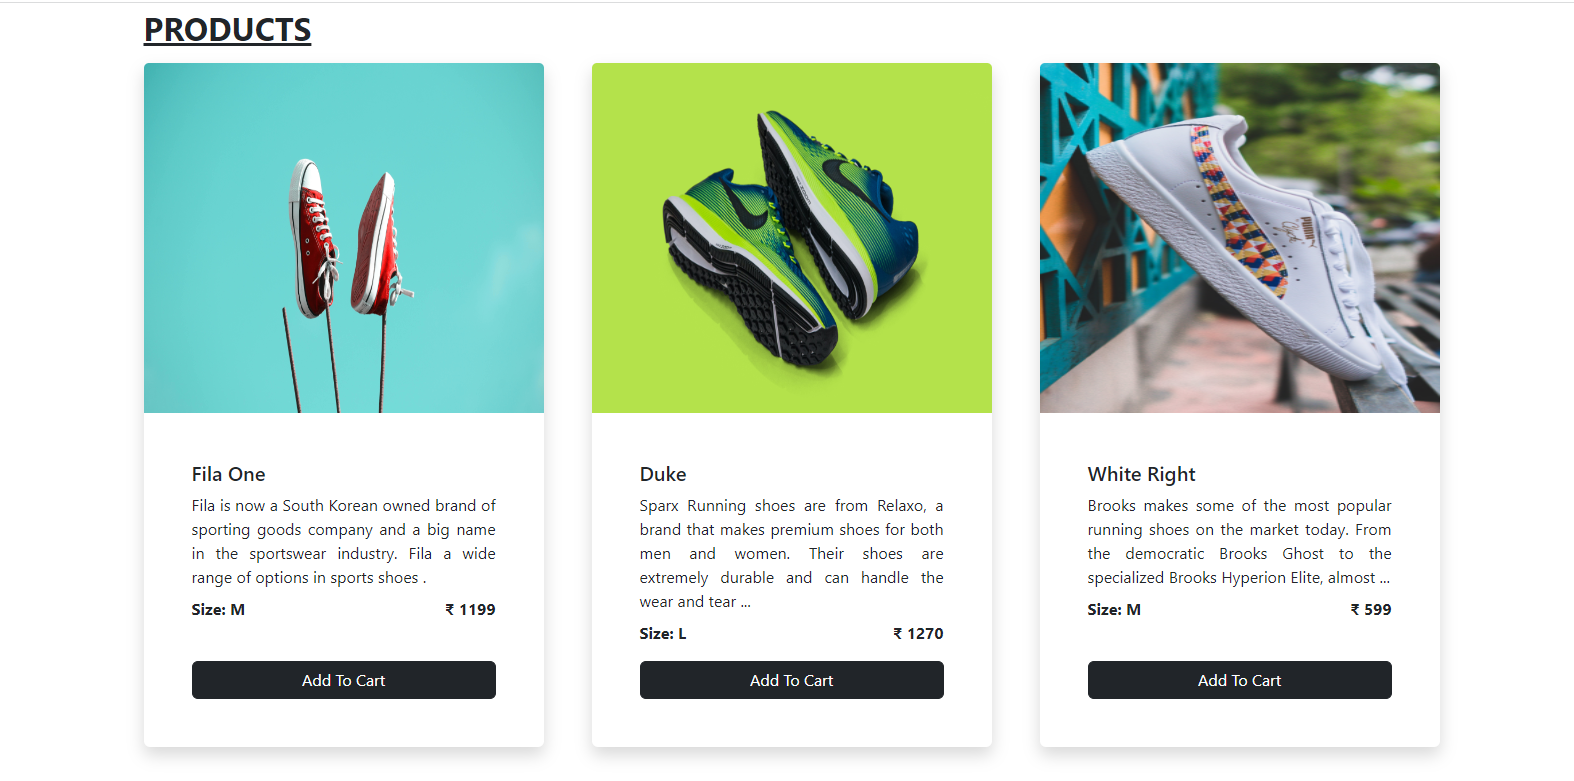 PRODUCTS
PUMA
Clyde
Fila One
Fila is now a South Korean owned brand of
sporting goods company and a big name
in the sportswear industry. Fila a wide
range of options in sports shoes .
Size: M ₹ 1199
Add To Cart
Duke
Sparx Running shoes are from Relaxo, a
brand that makes premium shoes for both
men and women. Their shoes are
extremely durable and can handle the
wear and tear ...
Size: L ₹ 1270
Add To Cart
White Right
Brooks makes some of the most popular
running shoes on the market today. From
the democratic Brooks Ghost to the
specialized Brooks Hyperion Elite, almost ...
Size: M ₹ 599
Add To Cart